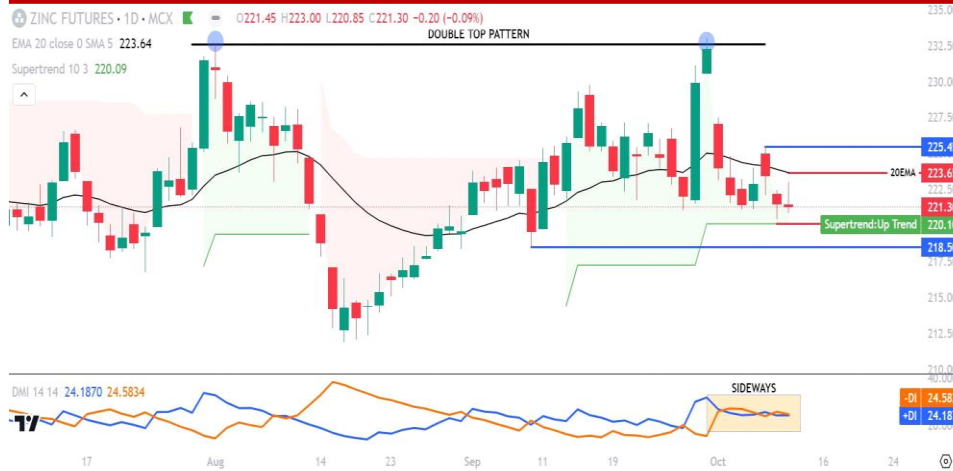 ZINC FUTURES · 1D · MCX O221.45 H223.00 L220.85 C221.30 -0.20 (-0.09%)
EMA 20 close 0 SMA 5 223.64
Supertrend 10 3 220.09
DOUBLE TOP PATTERN
235.0
232.5
230.0
227.5
225.4
20EMA
223.6
222.5
221.3
Supertrend:Up Trend 220.1
218.5
217.5
215.0
212.5
210.0
DMI 14 14 24.1870 24.5834
SIDEWAYS
40.00
-DI 24.58
+DI 24.18
17 Aug 14 23 Sep 11 19 Oct 16 24